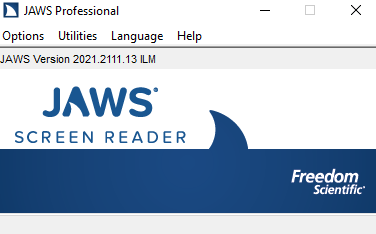 JAWS Professional
Options Utilities Language Help
JAWS Version 2021.2111.13 ILM
JAWS®
SCREEN READER
Freedom
Scientific®